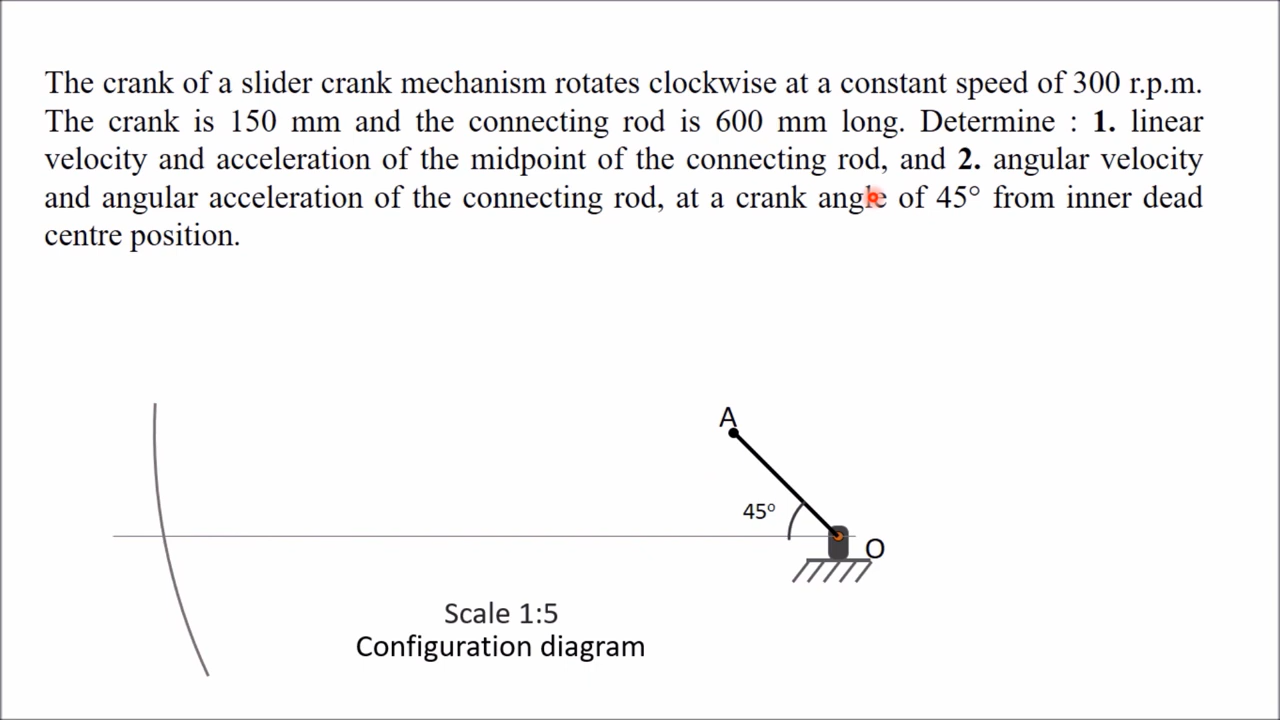 The crank of a slider crank mechanism rotates clockwise at a constant speed of 300 r.p.m.
The crank is 150 mm and the connecting rod is 600 mm long. Determine : 1. linear
velocity and acceleration of the midpoint of the connecting rod, and 2. angular velocity
and angular acceleration of the connecting rod, at a crank angle of 45° from inner dead
centre position.
A
45°
O
Scale 1:5
Configuration diagram